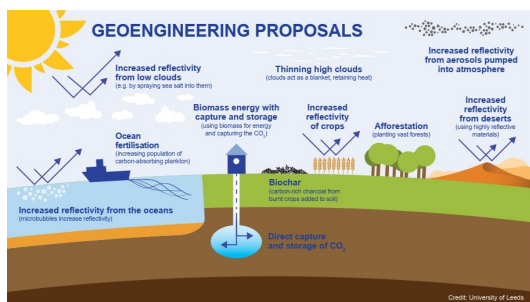 GEOENGINEERING PROPOSALS
Increased reflectivity
from low clouds
(e.g. by spraying sea salt into them)
Thinning high clouds
(clouds act as a blanket, retaining heat)
Increased reflectivity
from aerosols pumped
into atmosphere
Biomass energy with
capture and storage
(using biomass for energy
and capturing the CO₂)
Increased
reflectivity
of crops
Afforestation
(planting vast forests)
Increased
reflectivity
from deserts
(using highly reflective
materials)
Ocean
fertilisation
(increasing population of
carbon-absorbing plankton)
Biochar
(carbon-rich charcoal from
burnt crops added to soil)
Increased reflectivity from the oceans
(microbubbles increase reflectivity)
Direct capture
and storage of CO₂
Credit: University of Leeds